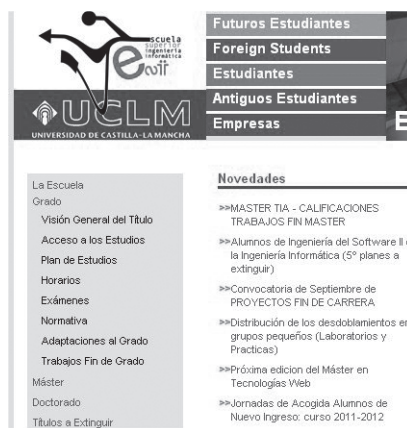 escuela
superior
ingeniería
informática
UCLM
UNIVERSIDAD DE CASTILLA-LA MANCHA
Futuros Estudiantes
Foreign Students
Estudiantes
Antiguos Estudiantes
Empresas
E
La Escuela
Grado
Visión General del Título
Acceso a los Estudios
Plan de Estudios
Horarios
Exámenes
Normativa
Adaptaciones al Grado
Trabajos Fin de Grado
Máster
Doctorado
Títulos a Extinguir
Novedades
>>MASTER TIA - CALIFICACIONES
TRABAJOS FIN MASTER
>>Alumnos de Ingeniería del Software II
la Ingeniería Informática (5º planes a
extinguir)
>>Convocatoria de Septiembre de
PROYECTOS FIN DE CARRERA
>>Distribución de los desdoblamientos en
grupos pequeños (Laboratorios y
Practicas)
>>Próxima edicion del Máster en
Tecnologías Web
>>Jornadas de Acogida Alumnos de
Nuevo Ingreso: curso 2011-2012